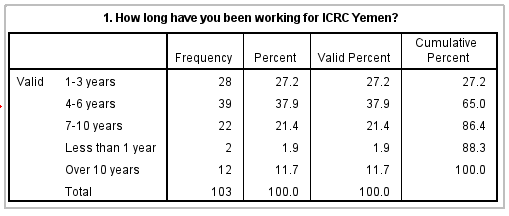 1. How long have you been working for ICRC Yemen?
Frequency Percent Valid Percent Cumulative Percent
Valid 1-3 years 28 27.2 27.2 27.2
4-6 years 39 37.9 37.9 65.0
7-10 years 22 21.4 21.4 86.4
Less than 1 year 2 1.9 1.9 88.3
Over 10 years 12 11.7 11.7 100.0
Total 103 100.0 100.0